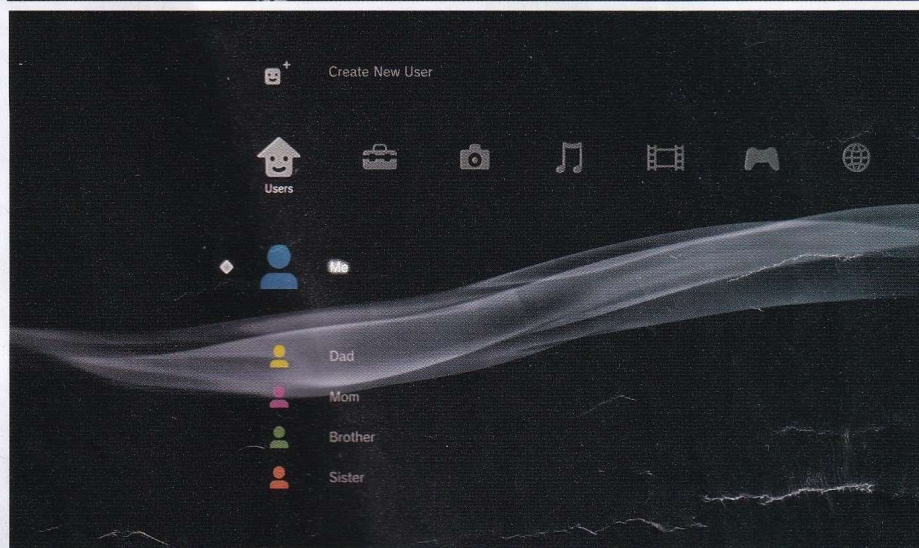 Create New User
Users
Me
Dad
Mom
Brother
Sister